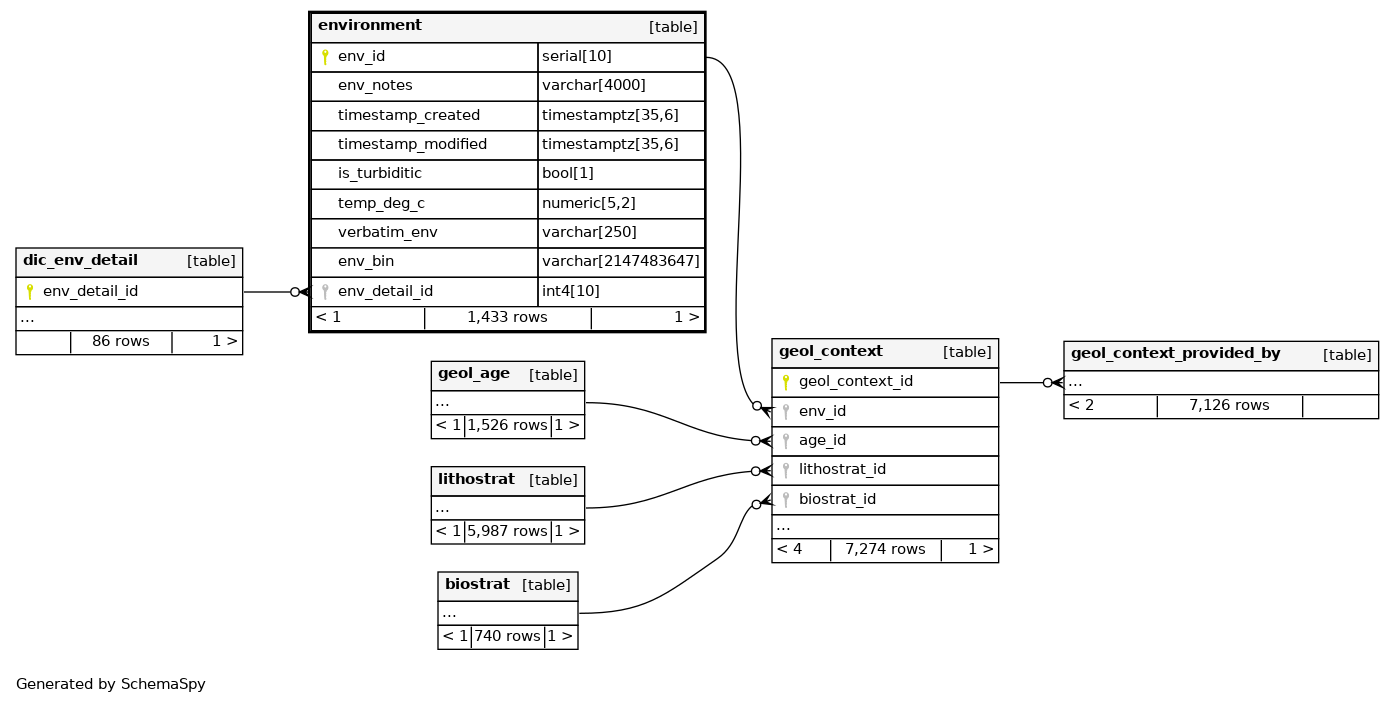 environment [table]
env_id serial[10]
env_notes varchar[4000]
timestamp_created timestamptz[35,6]
timestamp_modified timestamptz[35,6]
is_turbiditic bool[1]
temp_deg_c numeric[5,2]
verbatim_env varchar[250]
env_bin varchar[2147483647]
env_detail_id int4[10]
< 1 1,433 rows 1 >
dic_env_detail [table]
env_detail_id
...
86 rows 1 >
geol_age [table]
...
< 1 1,526 rows 1 >
lithostrat [table]
...
< 1 5,987 rows 1 >
biostrat [table]
...
< 1 740 rows 1 >
geol_context [table]
geol_context_id
env_id
age_id
lithostrat_id
biostrat_id
...
< 4 7,274 rows 1 >
geol_context_provided_by [table]
...
< 2 7,126 rows
Generated by SchemaSpy